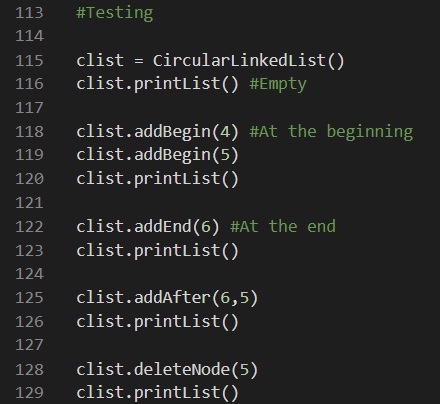 113 #Testing
114
115 clist = CircularLinkedList()
116 clist.printList() #Empty
117
118 clist.addBegin(4) #At the beginning
119 clist.addBegin(5)
120 clist.printList()
121
122 clist.addEnd(6) #At the end
123 clist.printList()
124
125 clist.addAfter(6,5)
126 clist.printList()
127
128 clist.deleteNode(5)
129 clist.printList()